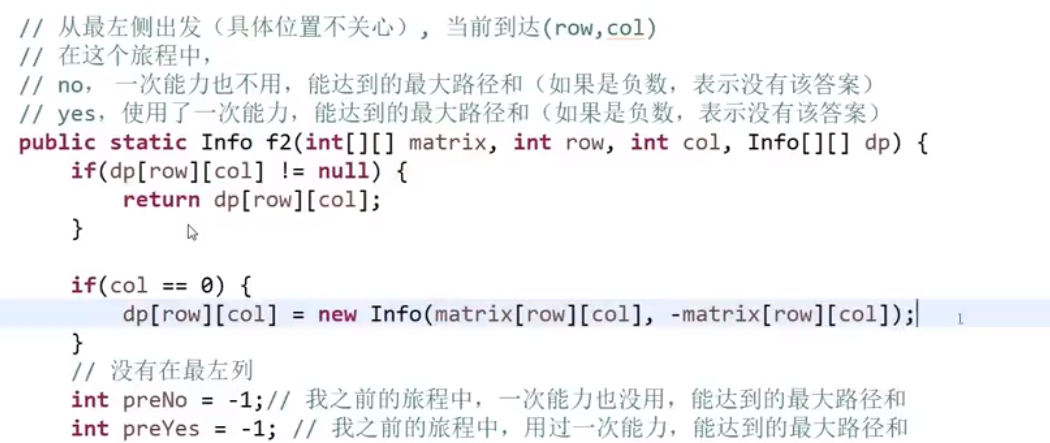 // 从最左侧出发（具体位置不关心）, 当前到达(row,col)
// 在这个旅程中，
// no， 一次能力也不用，能达到的最大路径和（如果是负数，表示没有该答案）
// yes，使用了一次能力，能达到的最大路径和（如果是负数，表示没有该答案）
public static Info f2(int[][] matrix, int row, int col, Info[][] dp) {
if(dp[row][col] != null) {
return dp[row][col];
}
if(col == 0) {
dp[row][col] = new Info(matrix[row][col], -matrix[row][col]);
}
// 没有在最左列
int preNo = -1;// 我之前的旅程中，一次能力也没用，能达到的最大路径和
int preYes = -1; // 我之前的旅程中，用过一次能力，能达到的最大路径和